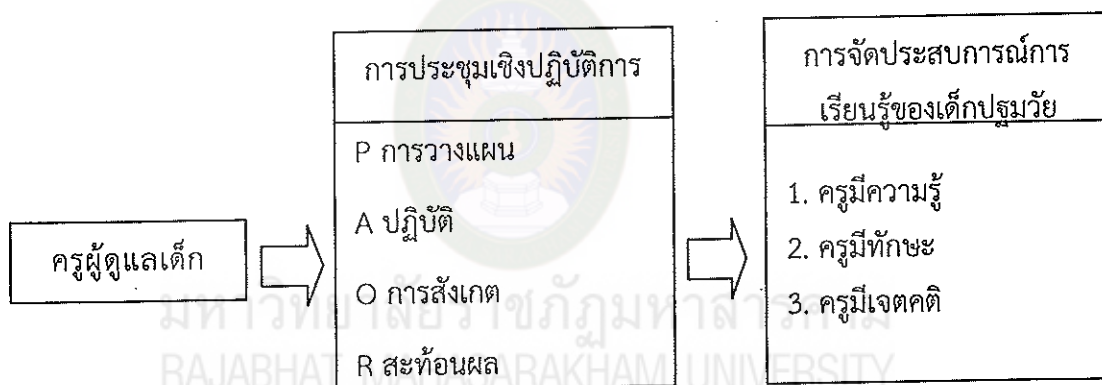 ครูผู้ดูแลเด็ก
การประชุมเชิงปฏิบัติการ
P การวางแผน
A ปฏิบัติ
O การสังเกต
R สะท้อนผล
การจัดประสบการณ์การ
เรียนรู้ของเด็กปฐมวัย
1. ครูมีความรู้
2. ครูมีทักษะ
3. ครูมีเจตคติ
มหาวิทยาลัยราชภัฏมหาสารคาม
RAJABHAT MAHASARAKHAM UNIVERSITY